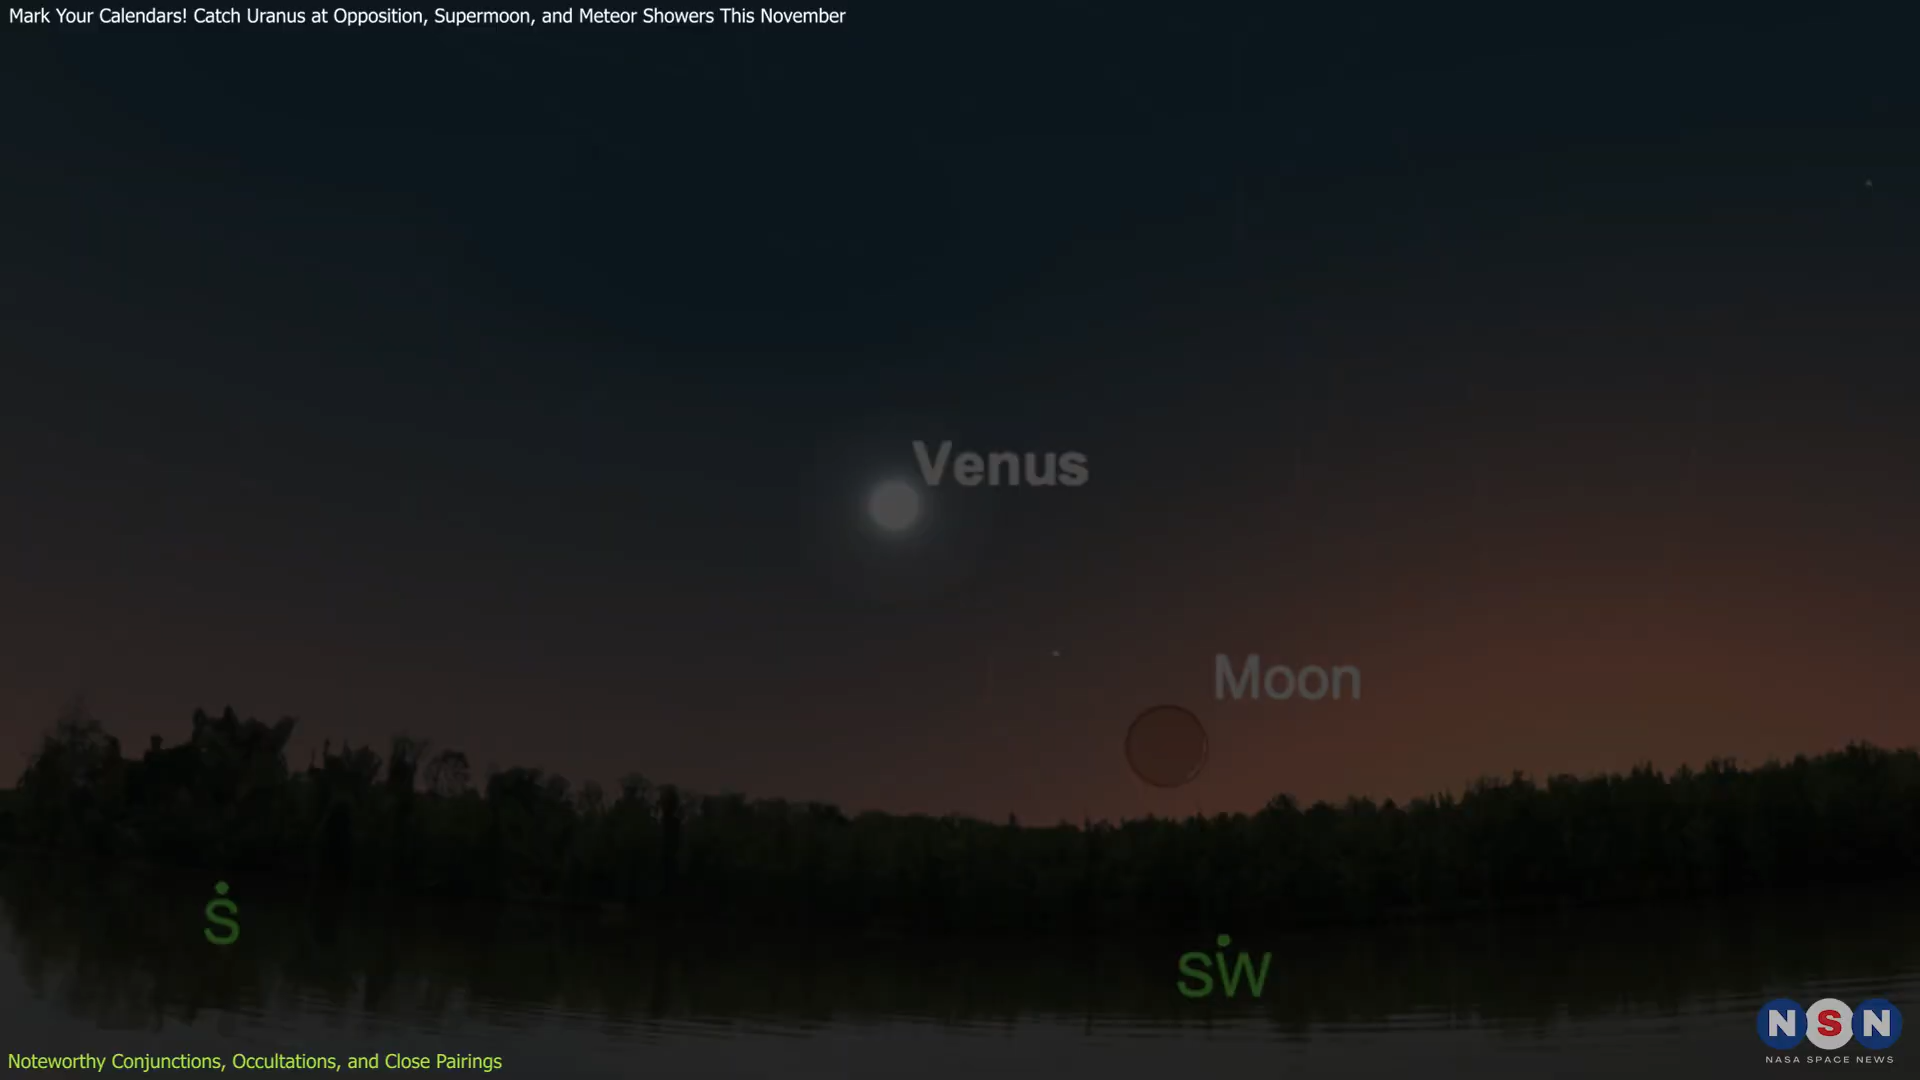 Mark Your Calendars! Catch Uranus at Opposition, Supermoon, and Meteor Showers This November
Venus
Moon
S
SW
NSN
NASA SPACE NEWS
Noteworthy Conjunctions, Occultations, and Close Pairings